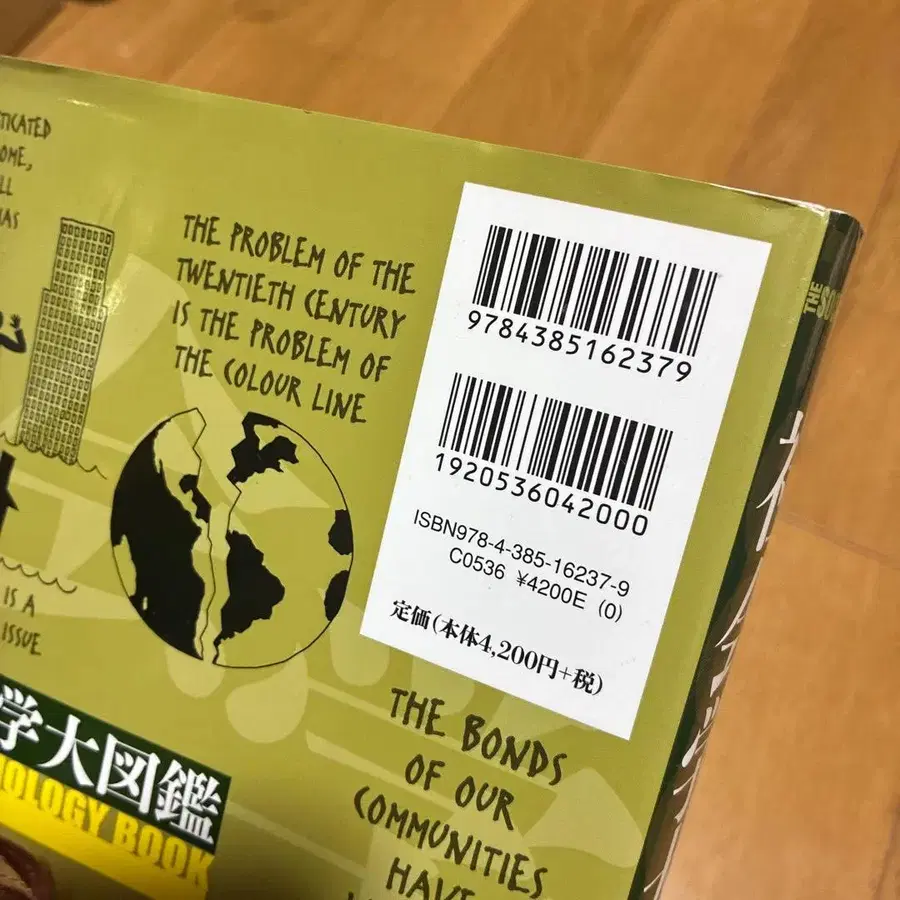 THE PROBLEM OF THE
TWENTIETH CENTURY
IS THE PROBLEM OF
THE COLOUR LINE
9784385162379
1920536042000
ISBN978-4-385-16237-9
C0536 ¥4200E (0)
定価(本体4,200円+税)
IS A
ISSUE
学大図鑑
BOOK
THE BONDS
OF OUR
COMMUNITIES
HAVE
THE